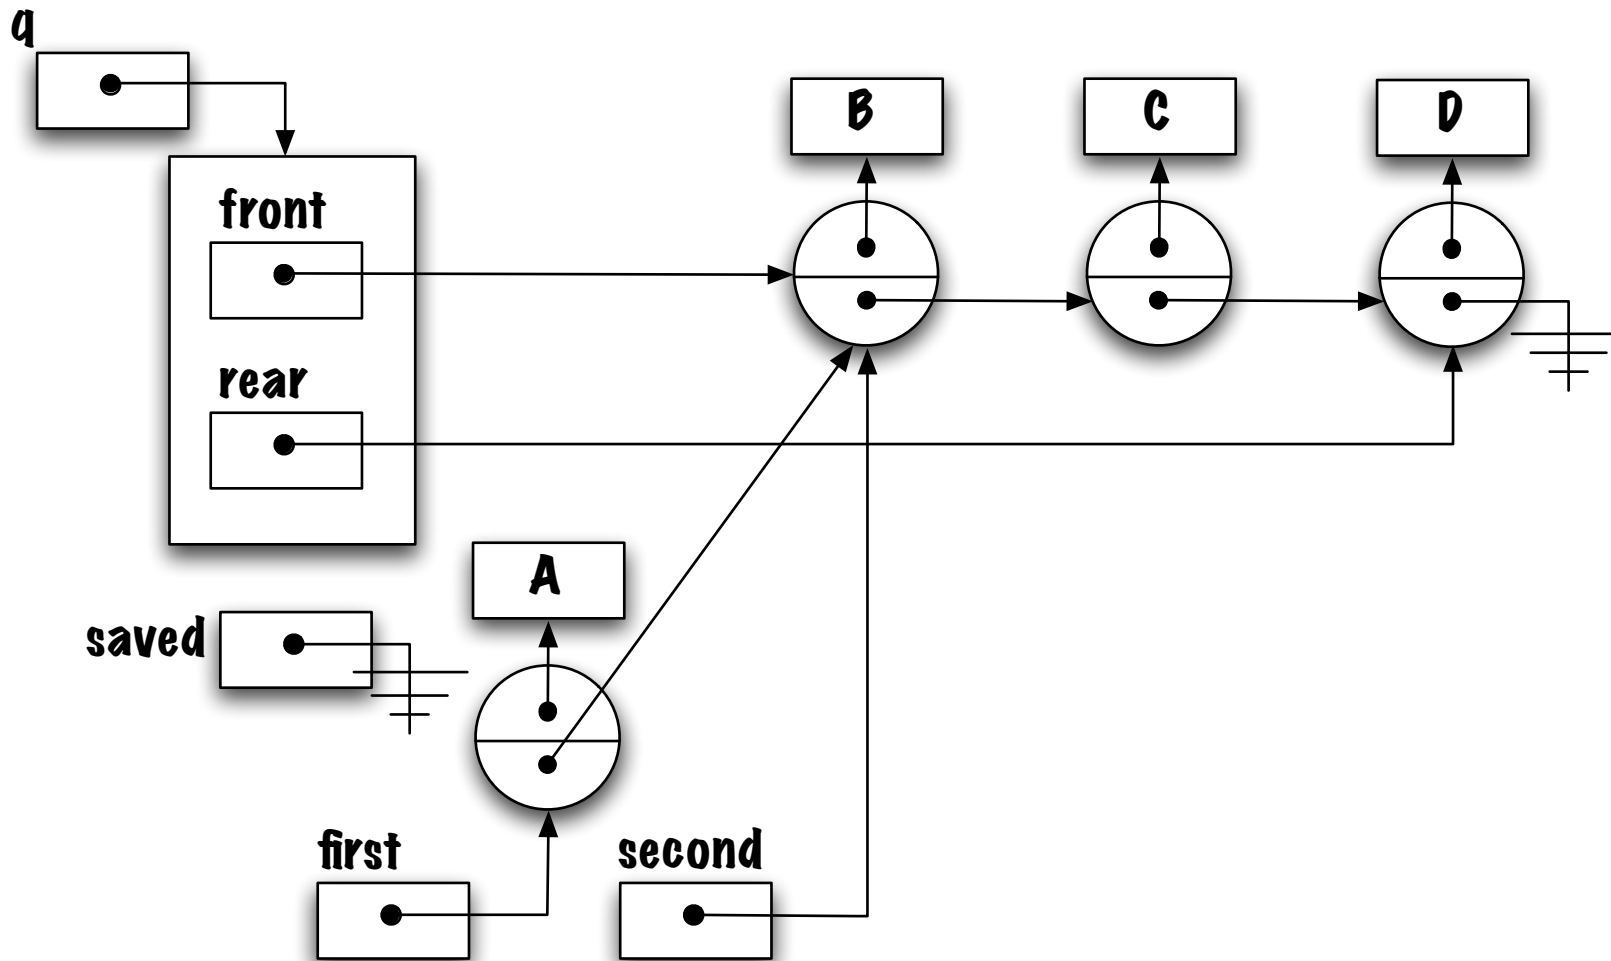 q
B
C
D
front
rear
A
saved
first
second